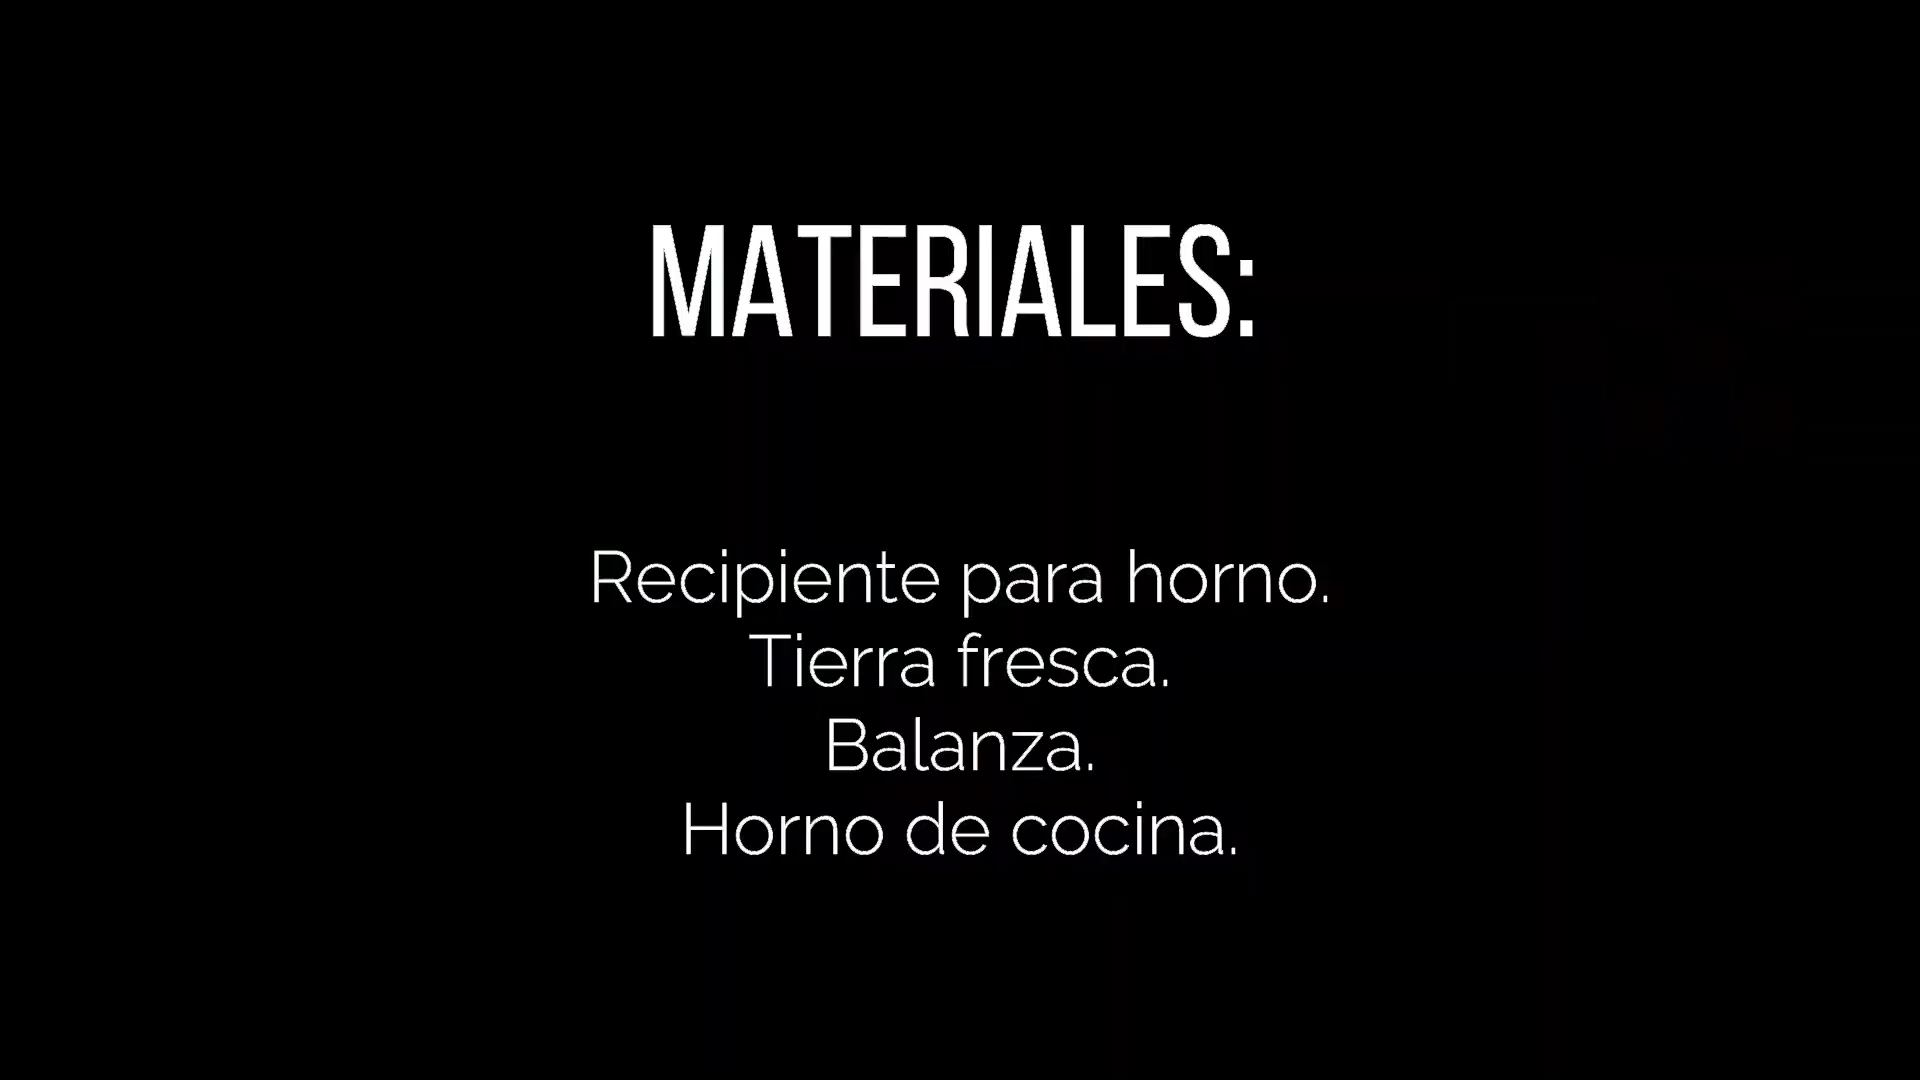 MATERIALES:
Recipiente para horno.
Tierra fresca.
Balanza.
Horno de cocina.